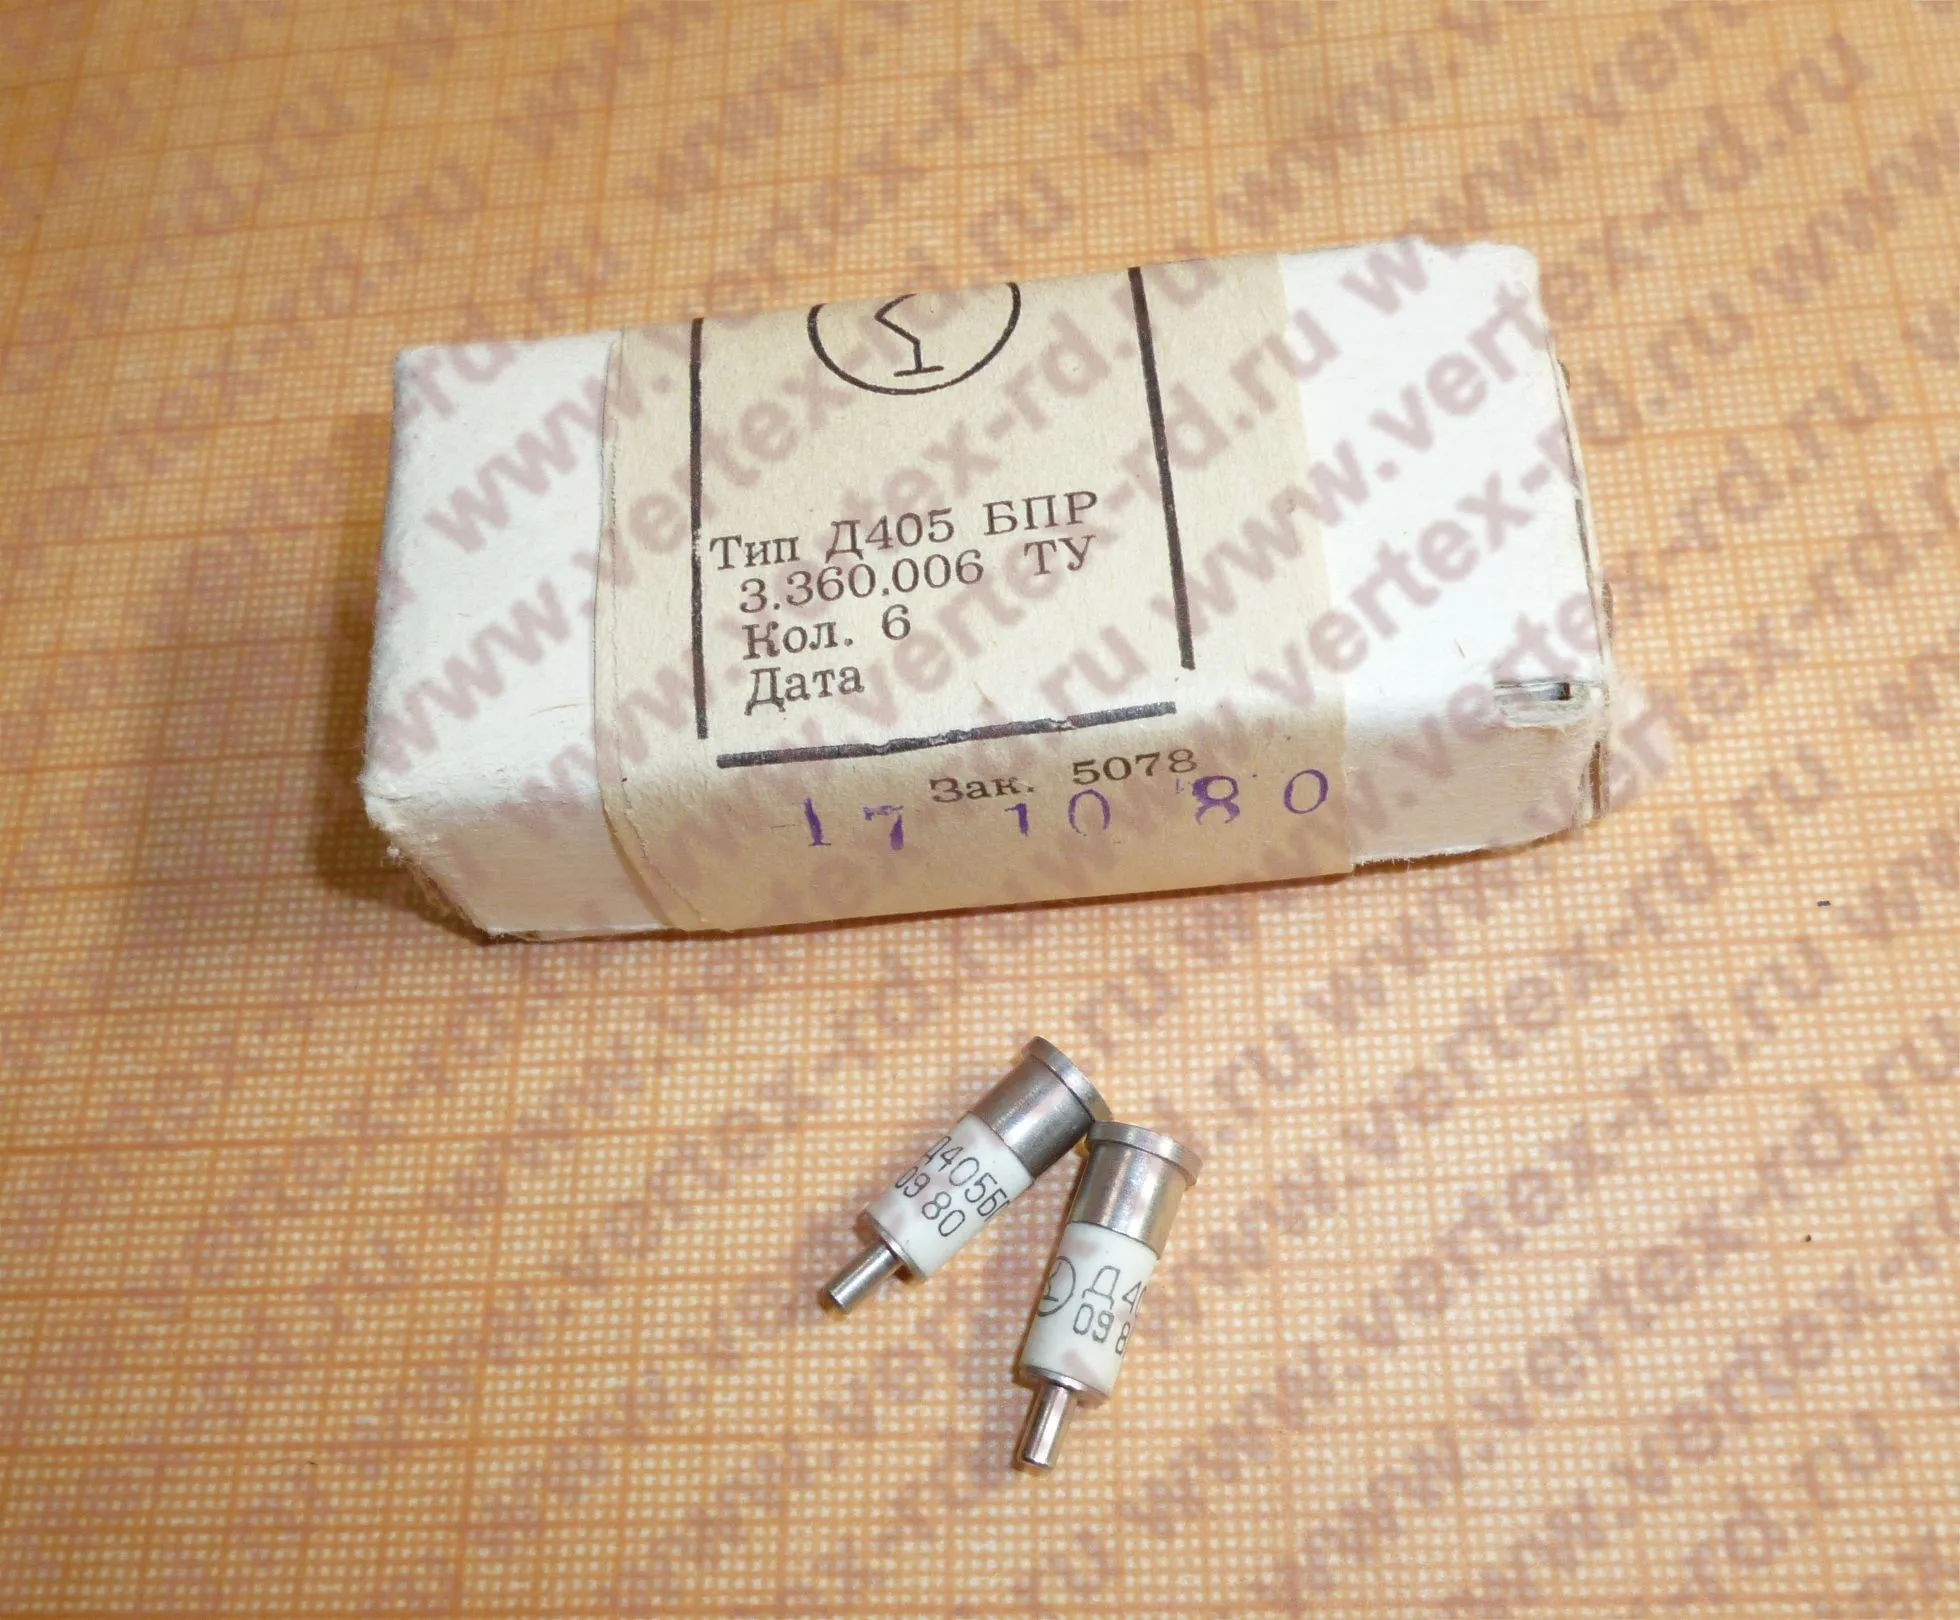 Тип Д405 БПР
3.360.006 ТУ
Кол. 6
Дата
Зак. 5078
17 10 80
Д405Б
09 80
Д4
09 8
www.vertex-rd.ru